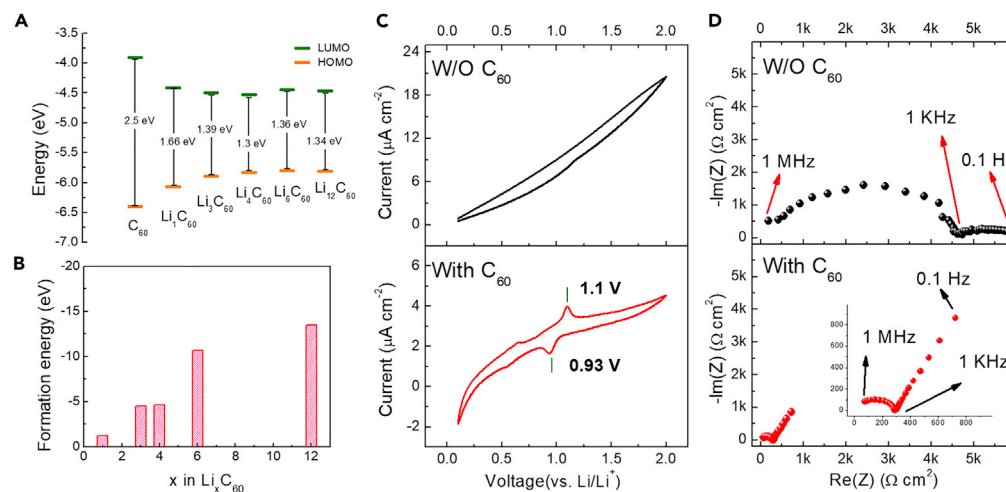 A
-3.5
-4.0
-4.5
-5.0
-5.5
-6.0
-6.5
-7.0
Energy (eV)
LUMO
HOMO
2.5 eV
1.66 eV
1.39 eV
1.3 eV
1.36 eV
1.34 eV
C60
Li1C60
Li3C60
Li4C60
Li6C60
Li12C60
B
-20
-15
-10
-5
0
Formation energy (eV)
0 2 4 6 8 10 12
x in LixC60
C
0.0 0.5 1.0 1.5 2.0
W/O C60
24
18
12
6
0
Current (μA cm-2)
With C60
1.1 V
0.93 V
6
4
2
0
-2
Current (μA cm-2)
0.0 0.5 1.0 1.5 2.0
Voltage(vs. Li/Li+)
D
0 1k 2k 3k 4k 5k
W/O C60
5k
4k
3k
2k
1k
0
-Im(Z) (Ω cm2)
1 MHz
1 KHz
0.1 H
With C60
5k
4k
3k
2k
1k
0
-Im(Z) (Ω cm2)
0.1 Hz
1 MHz
1 KHz
1000
800
600
400
200
0
0 200 400 600 800
0 1k 2k 3k 4k 5k
Re(Z) (Ω cm2)